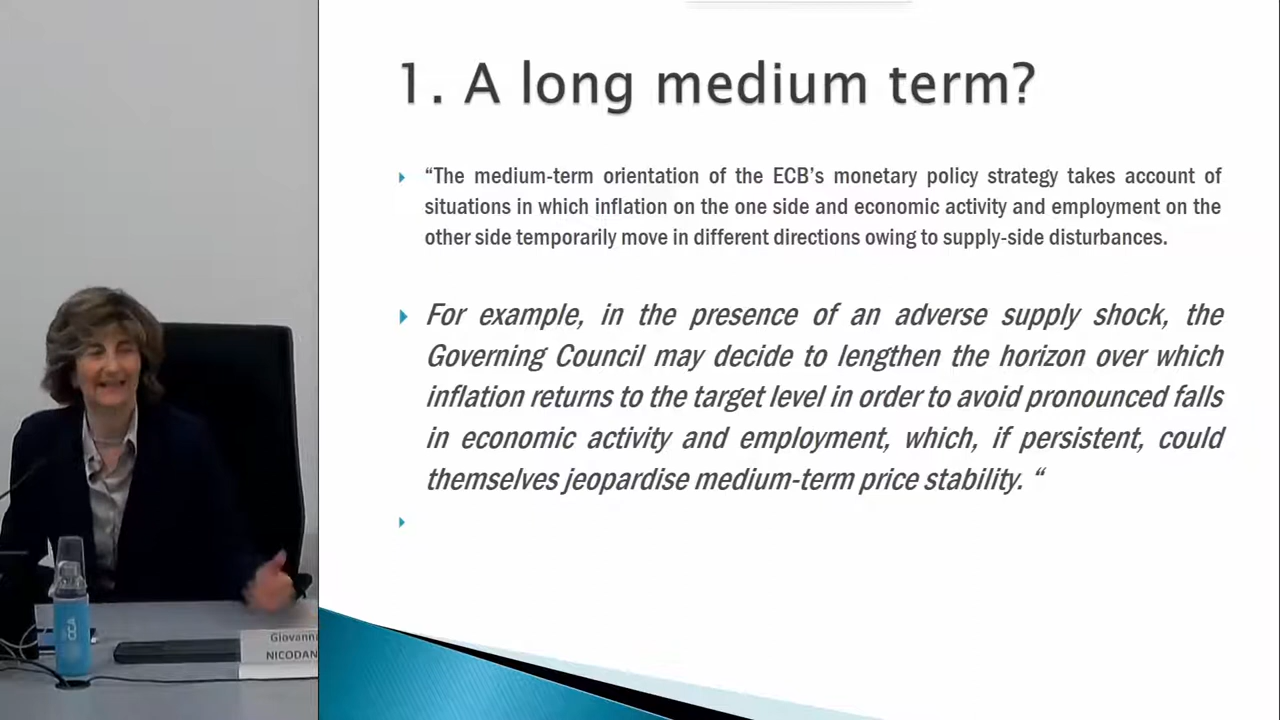 1. A long medium term?
“The medium-term orientation of the ECB’s monetary policy strategy takes account of
situations in which inflation on the one side and economic activity and employment on the
other side temporarily move in different directions owing to supply-side disturbances.
For example, in the presence of an adverse supply shock, the
Governing Council may decide to lengthen the horizon over which
inflation returns to the target level in order to avoid pronounced falls
in economic activity and employment, which, if persistent, could
themselves jeopardise medium-term price stability. “
CCA
Giovann
NICODAN